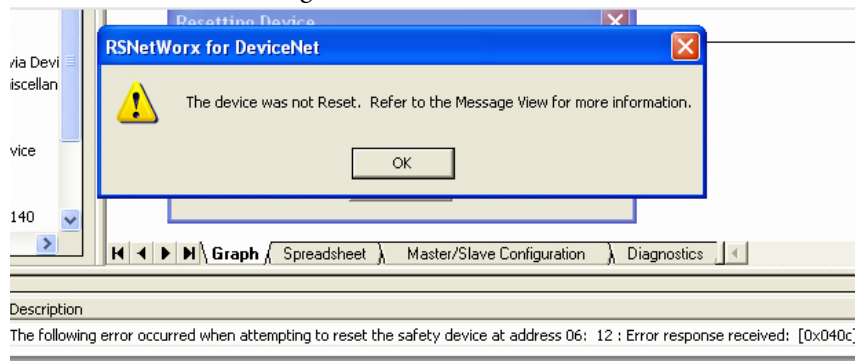 Resetting Device
RSNetWorx for DeviceNet
via Devi
iscellan
The device was not Reset. Refer to the Message View for more information.
vice
OK
140
Graph Spreadsheet Master/Slave Configuration Diagnostics
Description
The following error occurred when attempting to reset the safety device at address 06: 12 : Error response received: [0x040c]